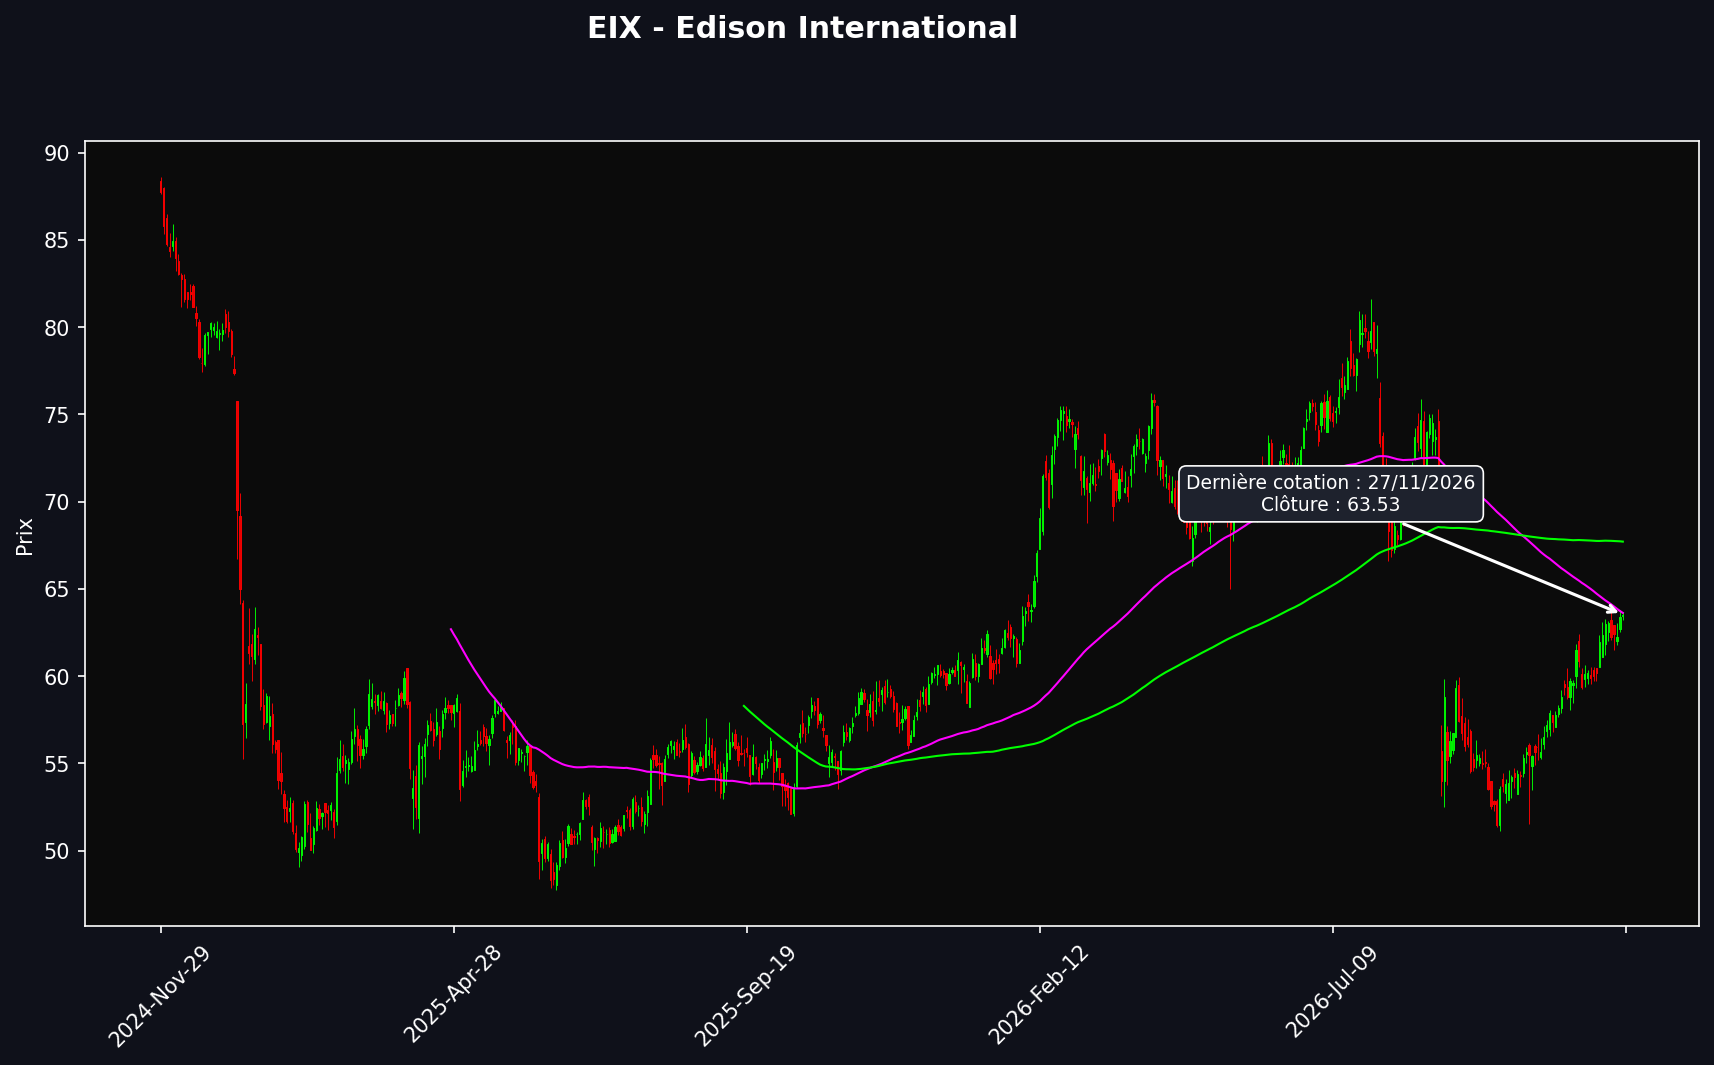 EIX - Edison International
Prix
90
85
80
75
70
65
60
55
50
Dernière cotation : 27/11/2026
Clôture : 63.53
2024-Nov-29
2025-Apr-28
2025-Sep-19
2026-Feb-12
2026-Jul-09